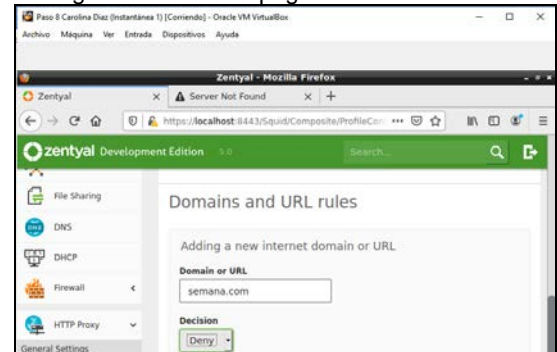 Paso 8 Carolina Diaz (Instantánea 1) [Corriendo] - Oracle VM VirtualBox
Archivo Máquina Ver Entrada Dispositivos Ayuda
Zentyal - Mozilla Firefox
Zentyal
Server Not Found
https://localhost:8443/Squid/Composite/ProfileCon
zentyal Development Edition 5.0
Search...
File Sharing
DNS
DHCP
Firewall
HTTP Proxy
General Settings
Domains and URL rules
Adding a new internet domain or URL
Domain or URL
semana.com
Decision
Deny